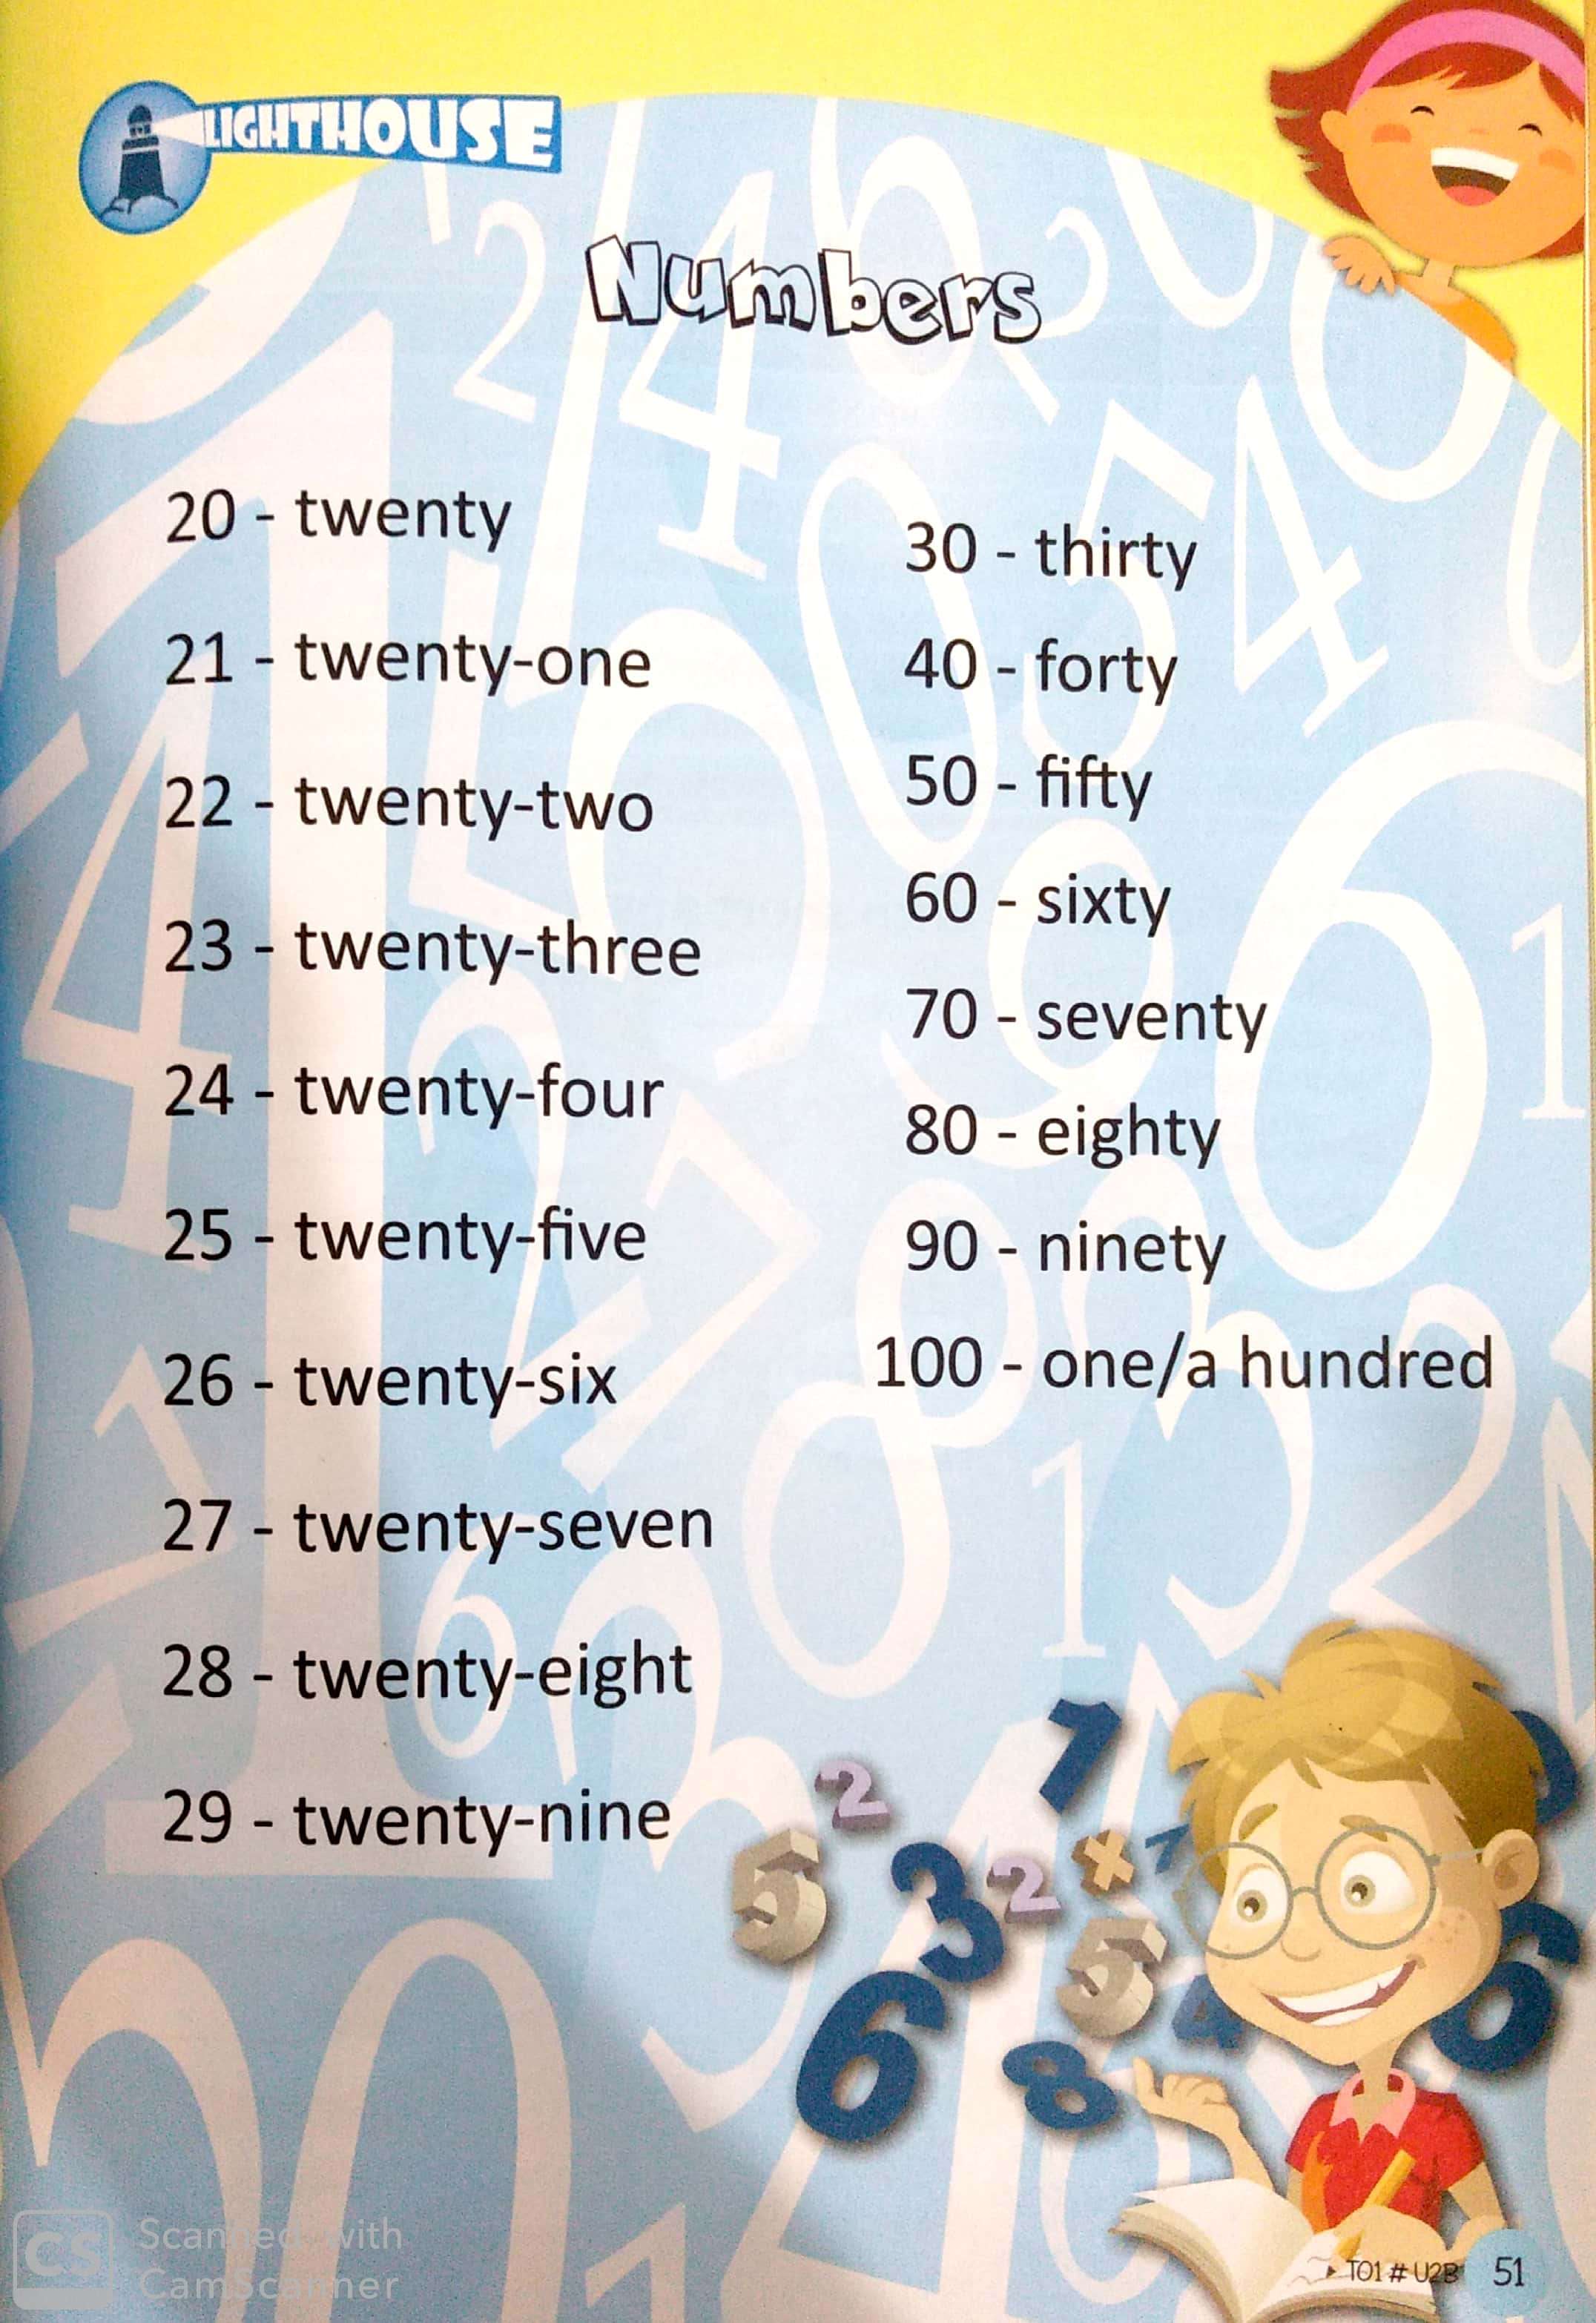 LIGHTHOUSE
Numbers
20 - twenty
21 - twenty-one
22 - twenty-two
23 - twenty-three
24 - twenty-four
25 - twenty-five
26 - twenty-six
27 - twenty-seven
28 - twenty-eight
29 - twenty-nine
30 - thirty
40 - forty
50 - fifty
60 - sixty
70 - seventy
80 - eighty
90 - ninety
100 - one/a hundred
T01 # U2B 51
CS Scanned with
CamScanner